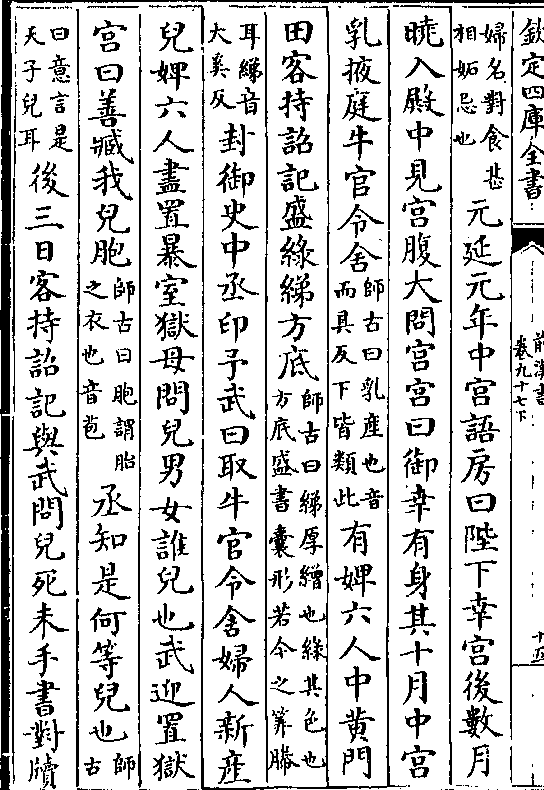 欽定四庫全書
前漢書
卷九十七下
十五
婦名對食甚
相妬忌也
元延元年中宮語房曰陛下幸宮後數月
曉入殿中見宮腹大問宮宮曰御幸有身其十月中宮
乳掖庭牛官令舍
師古曰乳産也音
而具反下皆類此
有婢六人中黃門
田客持詔記盛綠綈方底
師古曰綈厚繒也綠其色也
方底盛書囊形若今之筭幐
耳綈音
大奚反
封御史中丞印予武曰取牛官令舍婦人新産
兒婢六人盡置暴室獄母問兒男女誰兒也武迎置獄
宮曰善臧我兒胞
師古曰胞謂胎
之衣也音苞
丞知是何等兒也
師
古
曰意言是
天子兒耳
後三日客持詔記與武問兒死未手書對牘